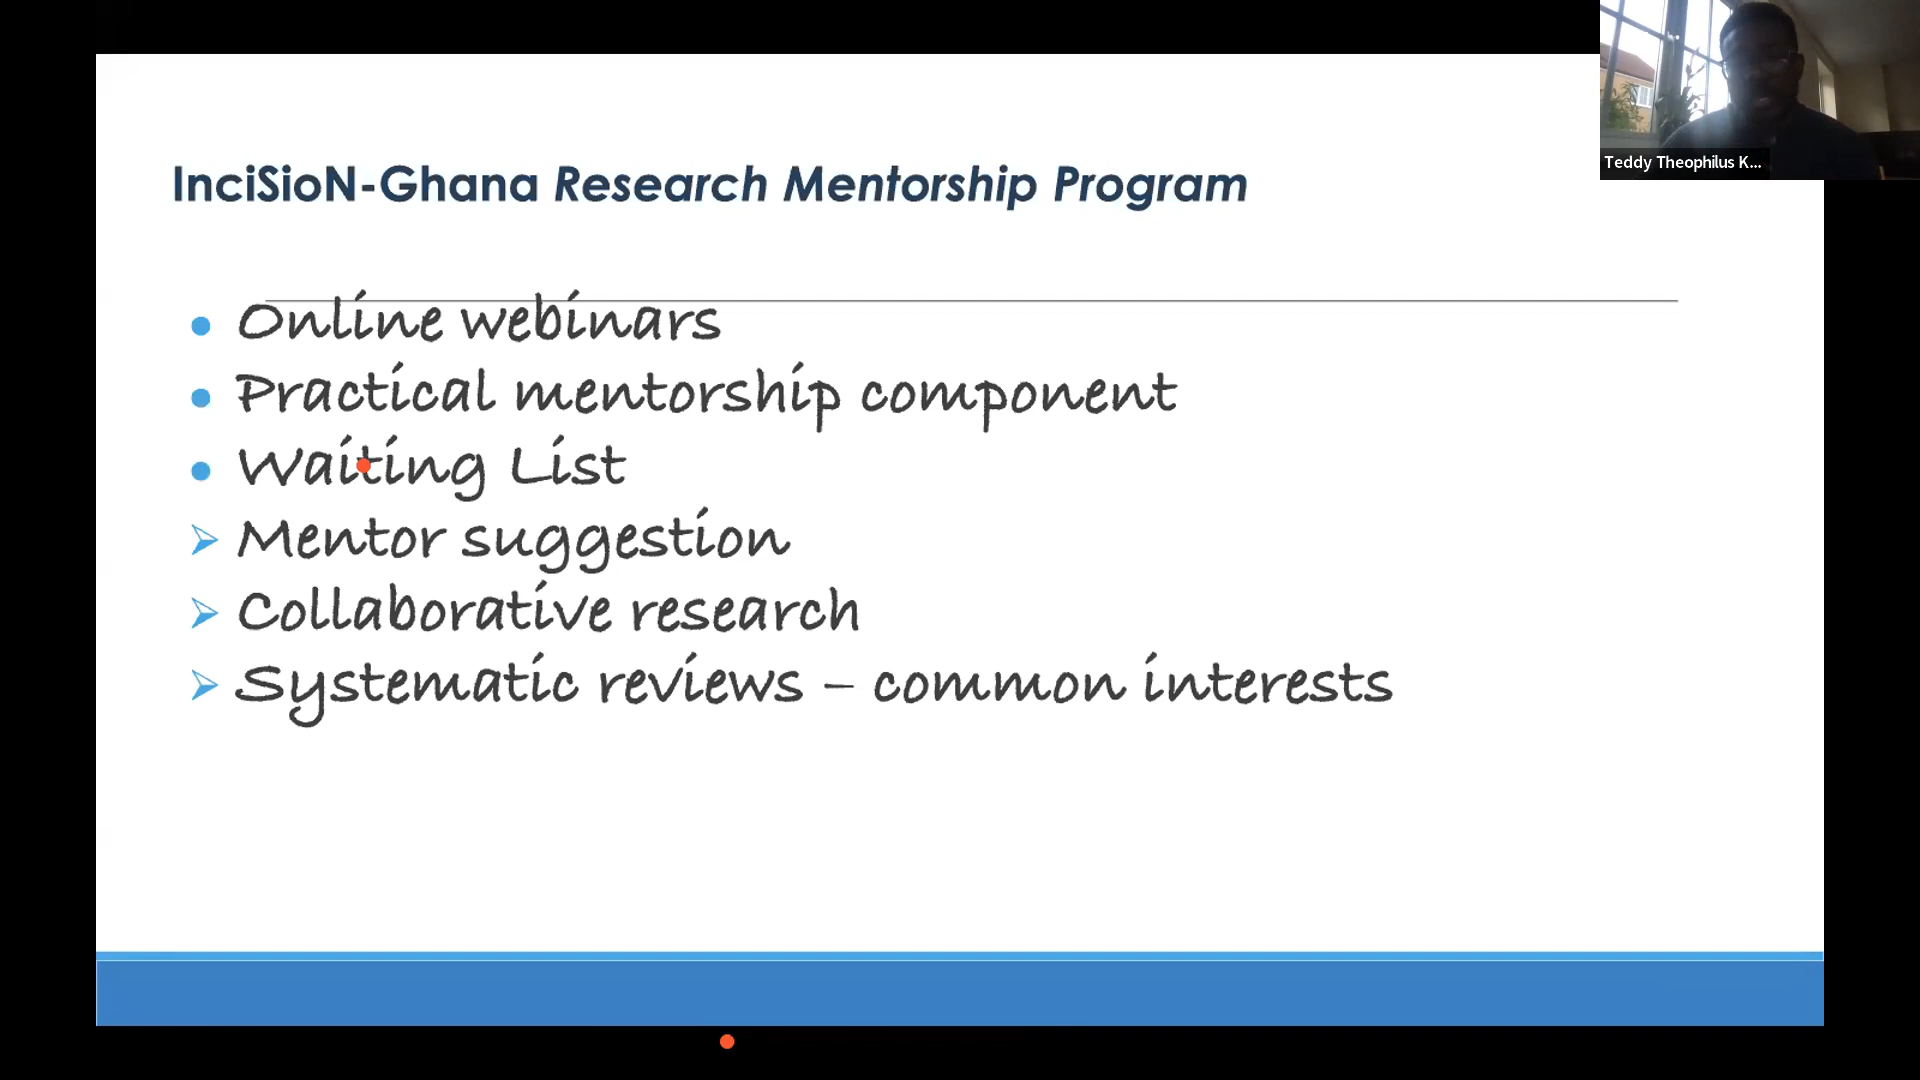 InciSioN-Ghana Research Mentorship Program
Online webinars
Practical mentorship component
Waiting List
Mentor suggestion
Collaborative research
Systematic reviews – common interests
Teddy Theophilus K...